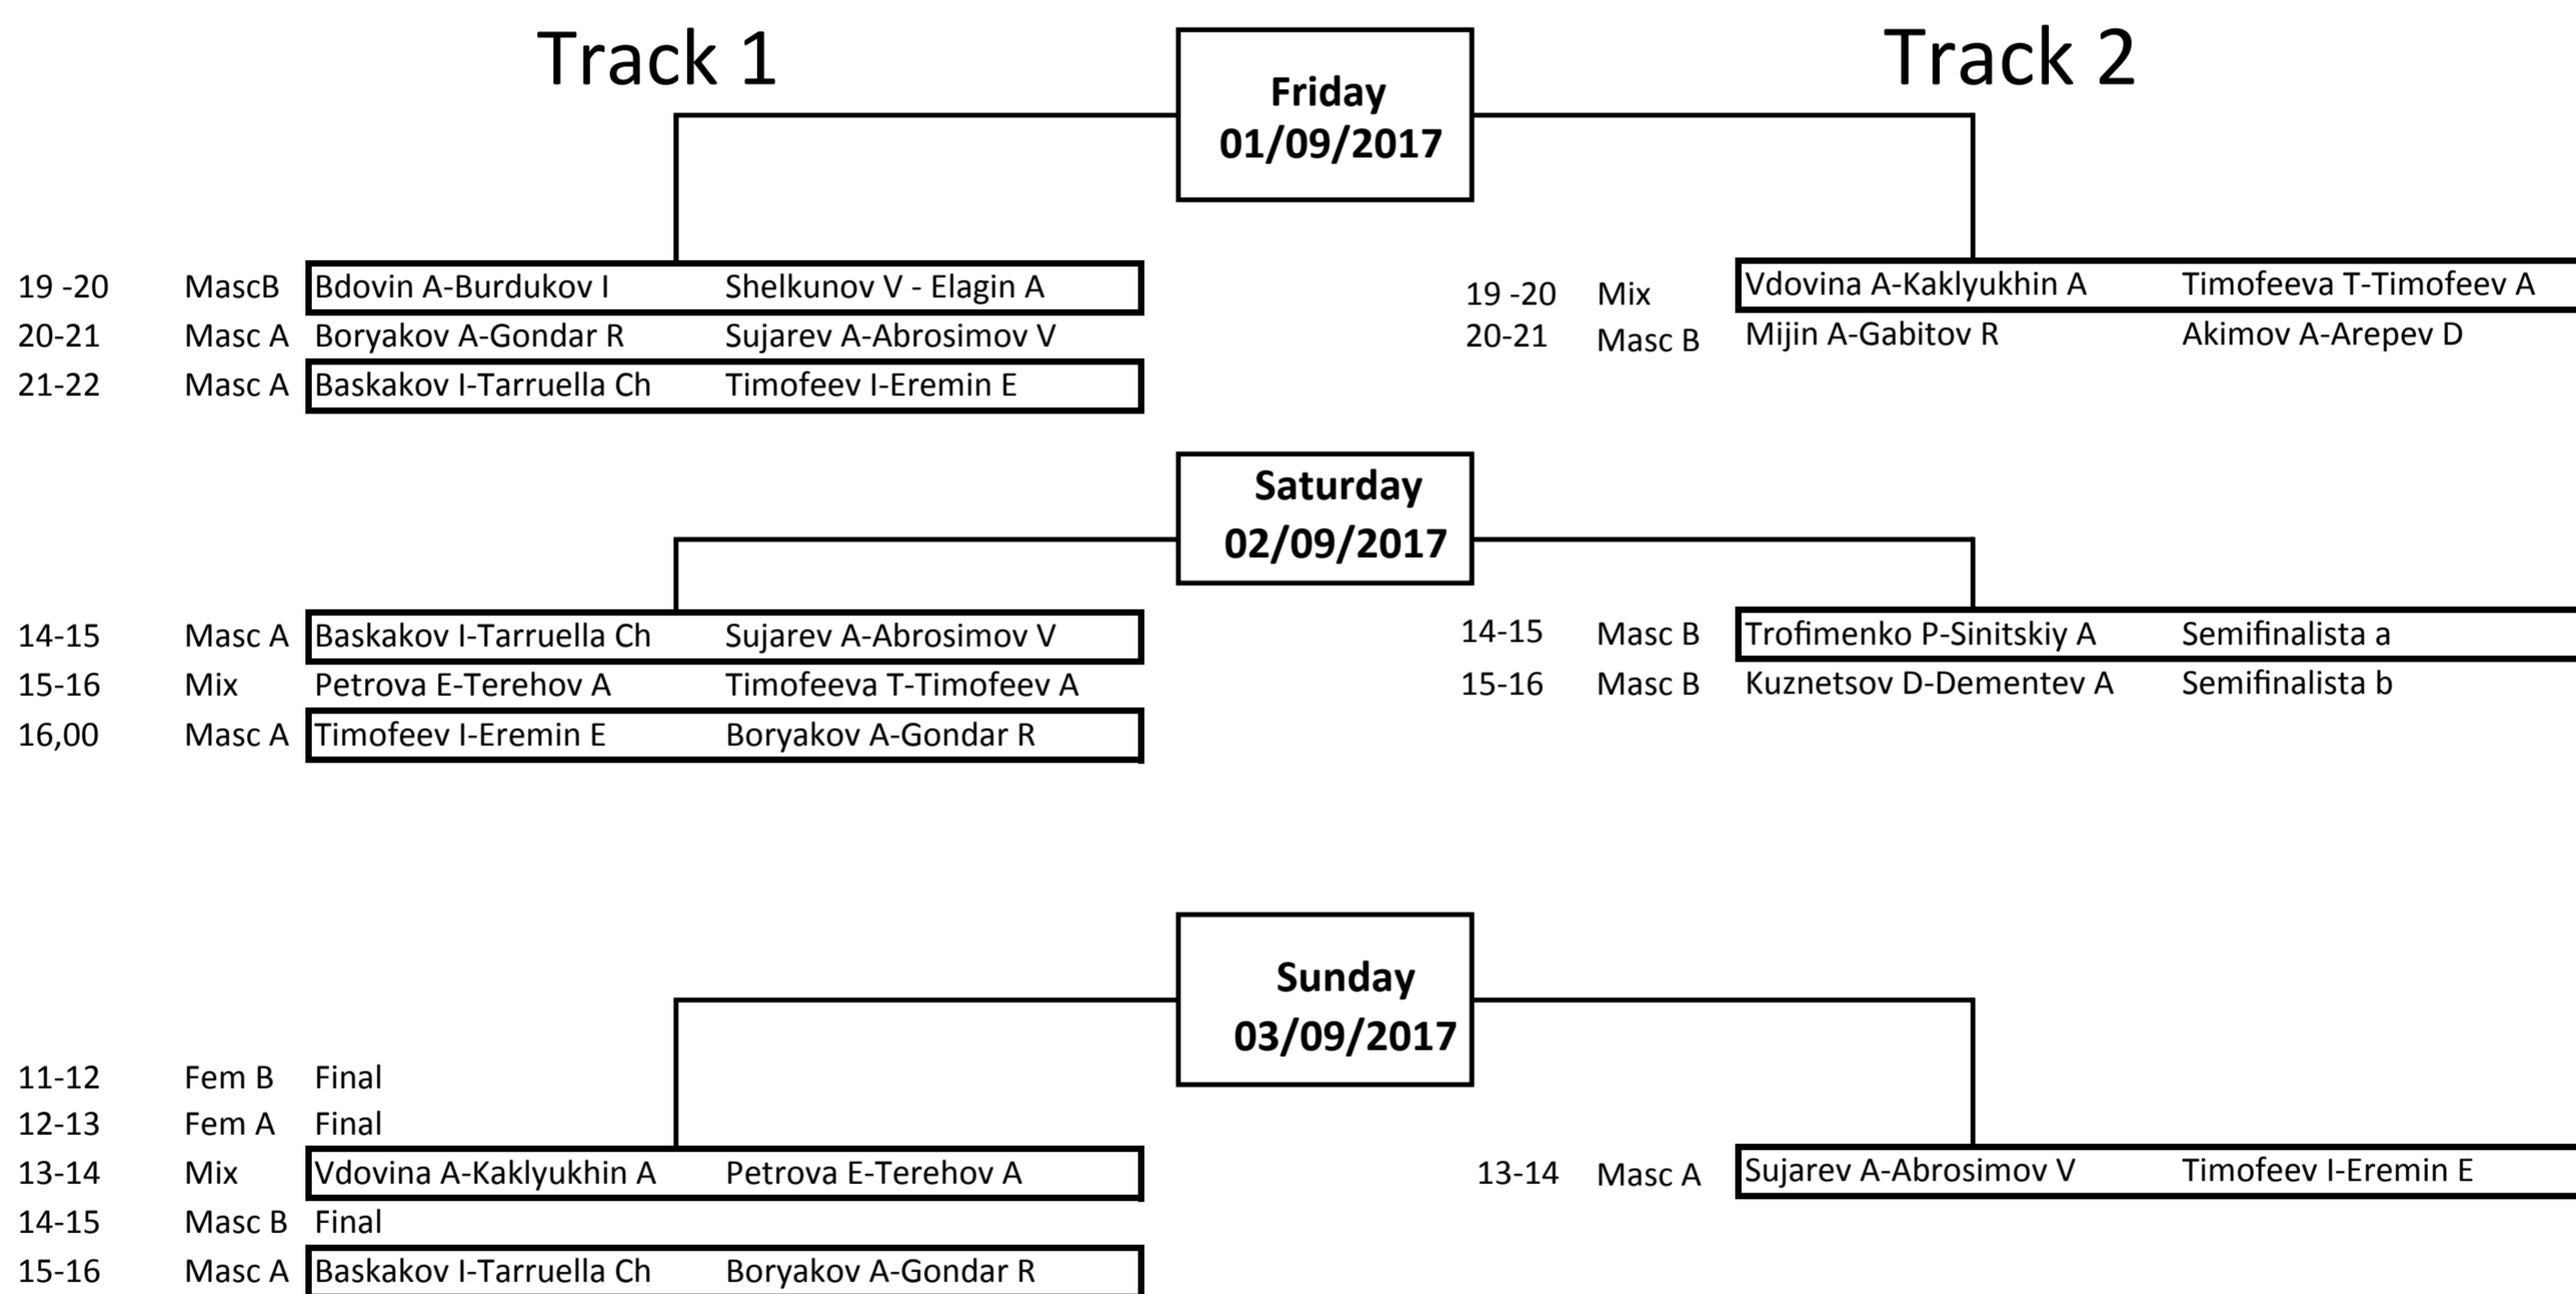 Track 1
Track 2
Friday
01/09/2017
19 -20 MascB Bdovin A-Burdukov I Shelkunov V - Elagin A
20-21 Masc A Boryakov A-Gondar R Sujarev A-Abrosimov V
21-22 Masc A Baskakov I-Tarruella Ch Timofeev I-Eremin E
19 -20 Mix Vdovina A-Kaklyukhin A Timofeeva T-Timofeev A
20-21 Masc B Mijin A-Gabitov R Akimov A-Arepev D
Saturday
02/09/2017
14-15 Masc A Baskakov I-Tarruella Ch Sujarev A-Abrosimov V
15-16 Mix Petrova E-Terehov A Timofeeva T-Timofeev A
16,00 Masc A Timofeev I-Eremin E Boryakov A-Gondar R
14-15 Masc B Trofimenko P-Sinitskiy A Semifinalista a
15-16 Masc B Kuznetsov D-Dementev A Semifinalista b
Sunday
03/09/2017
11-12 Fem B Final
12-13 Fem A Final
13-14 Mix Vdovina A-Kaklyukhin A Petrova E-Terehov A
14-15 Masc B Final
15-16 Masc A Baskakov I-Tarruella Ch Boryakov A-Gondar R
13-14 Masc A Sujarev A-Abrosimov V Timofeev I-Eremin E